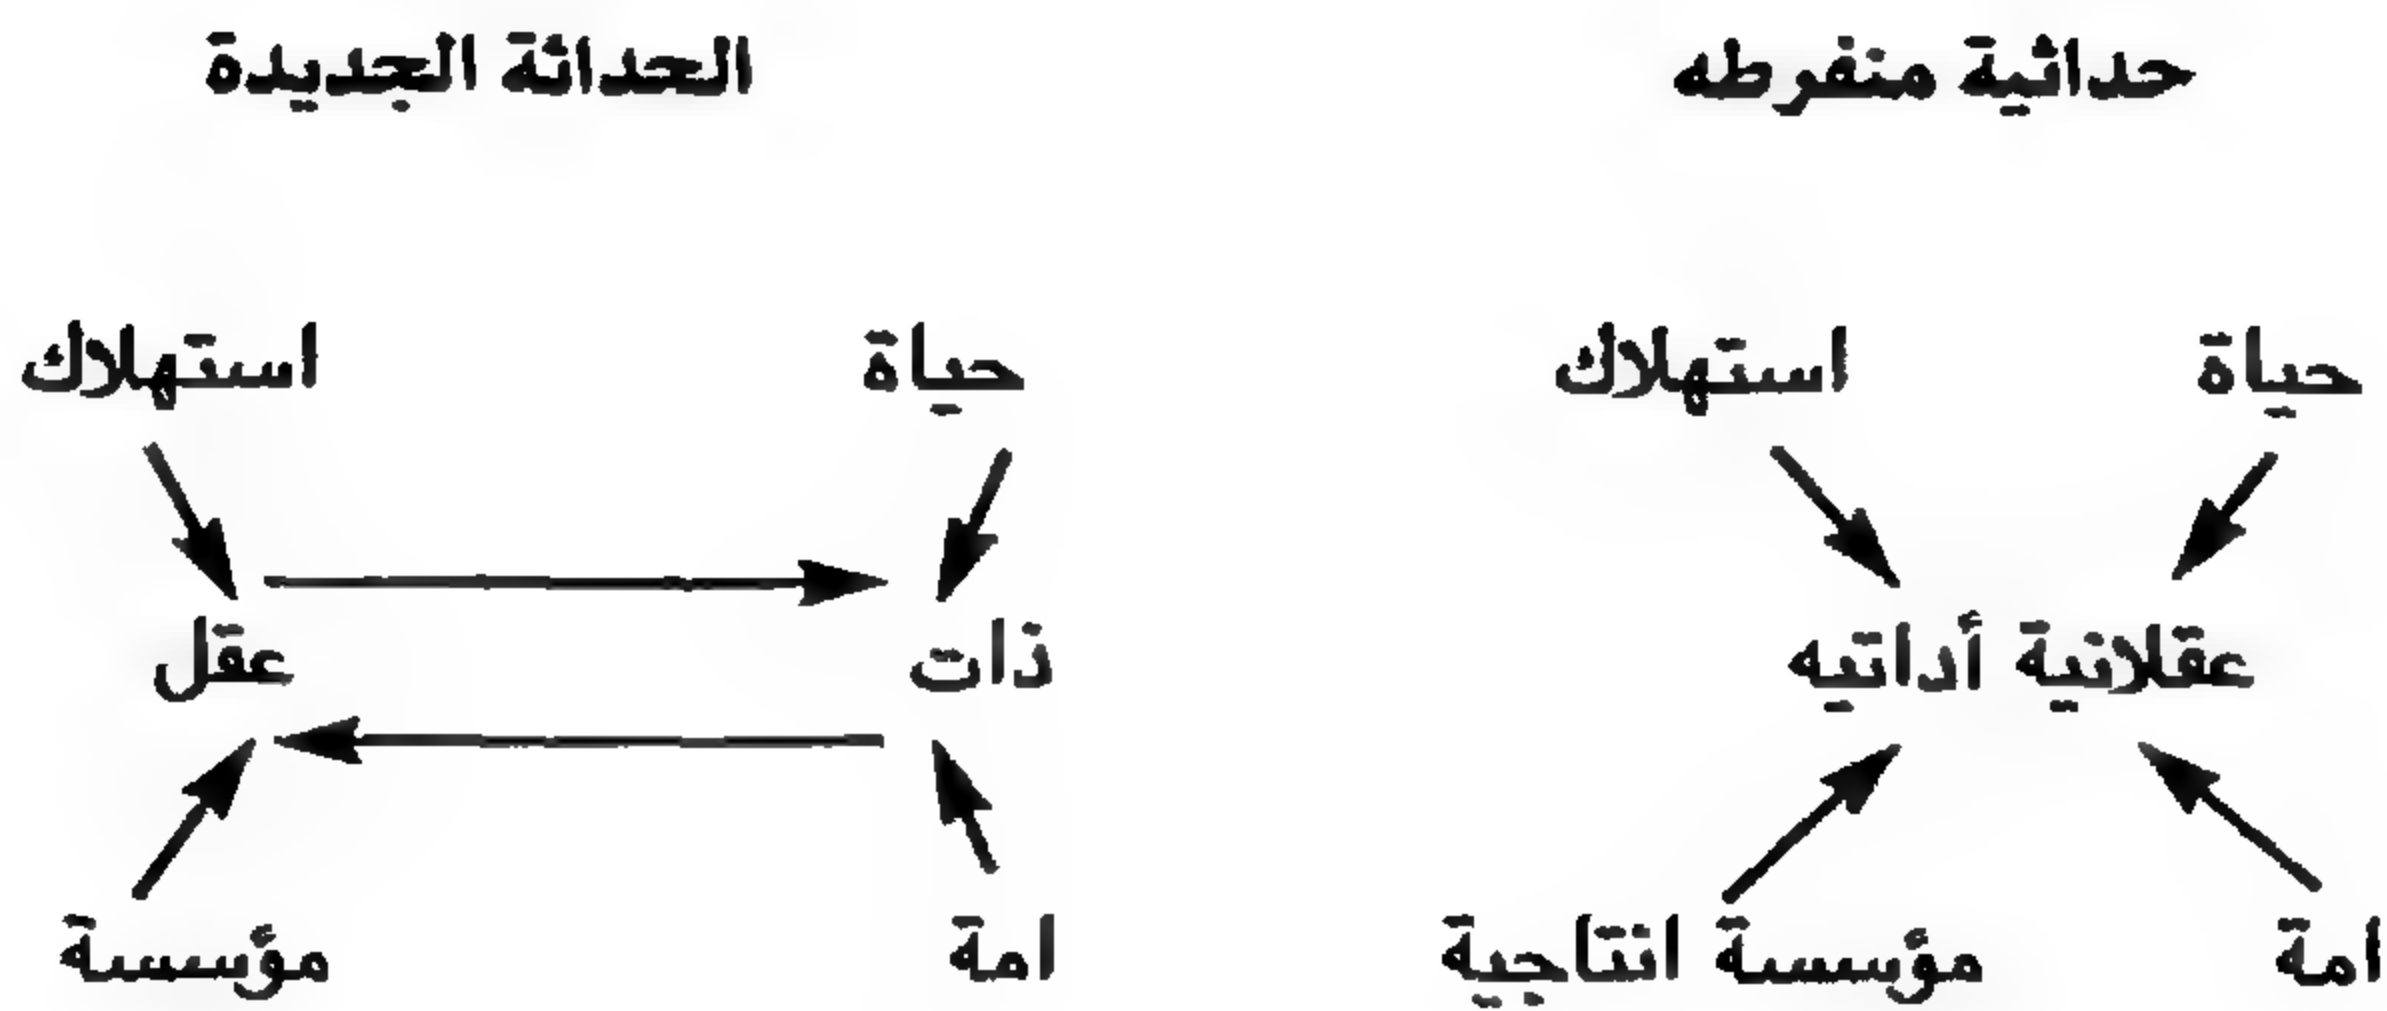 حداثية منفرطه
الحداثة الجديدة
حياة
استهلاك
حياة
استهلاك
عقلانية أداتيه
ذات
عقل
امة
مؤسسة انتاجية
امة
مؤسسة